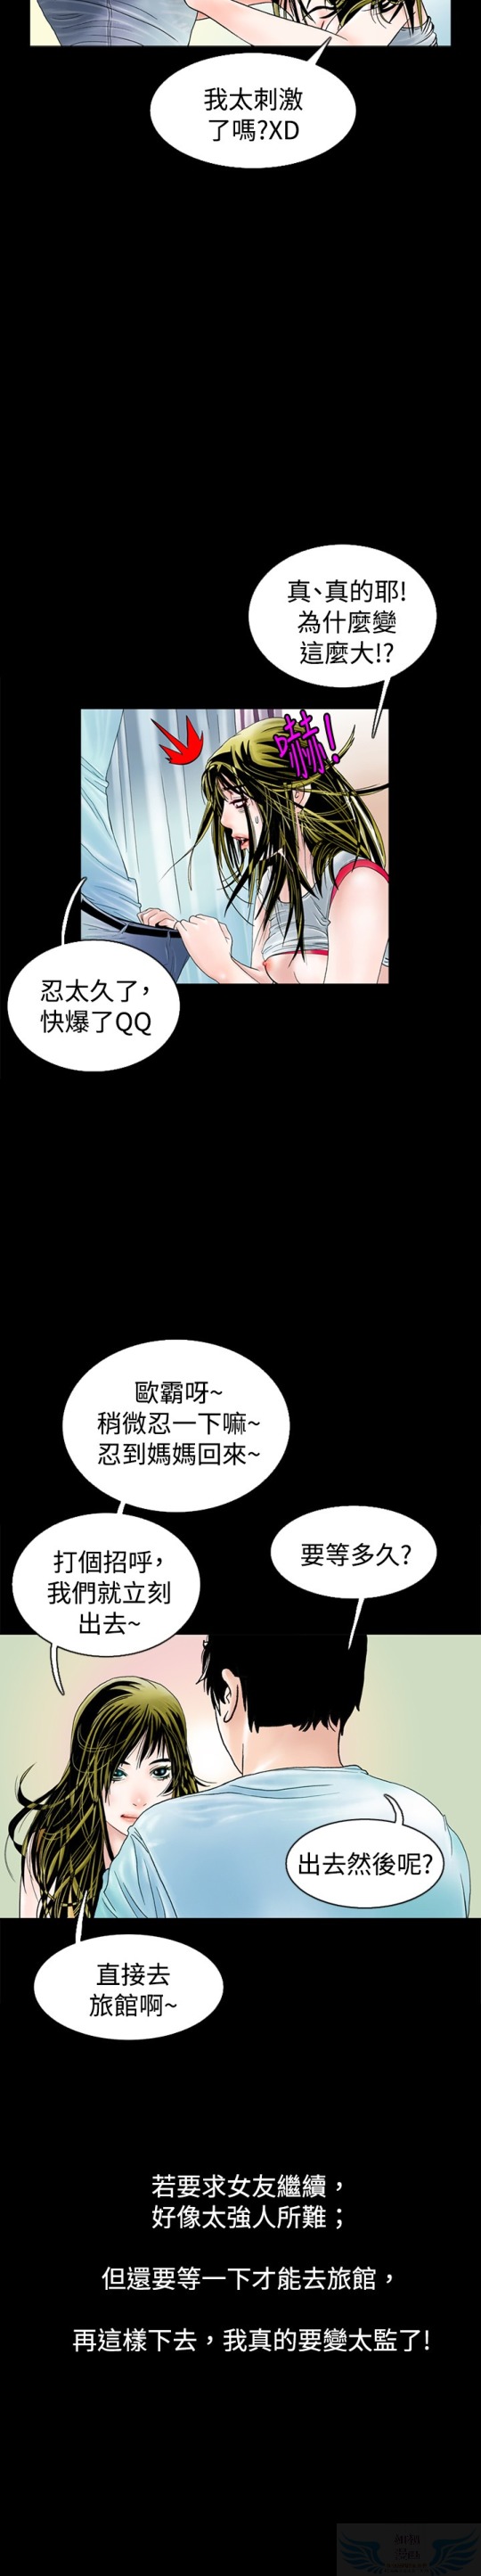 我太刺激
了嗎?XD
真、真的耶!
為什麼變
這麼大!?
嚇!
忍太久了,
快爆了QQ
歐霸呀~
稍微忍一下嘛~
忍到媽媽回來~
打個招呼,
我們就立刻
出去~
要等多久?
出去然後呢?
直接去
旅館啊~
若要求女友繼續,
好像太強人所難;
但還要等一下才能去旅館,
再這樣下去,我真的要變太監了!